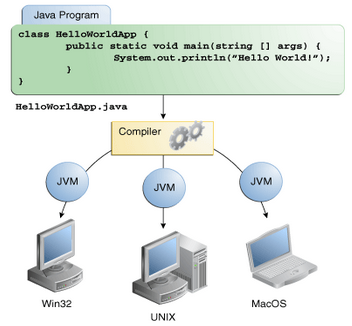 Java Program
class HelloWorldApp {
public static void main(string [] args) {
System.out.println(“Hello World!”);
}
}
HelloWorldApp.java
Compiler
JVM
JVM
JVM
Win32
UNIX
MacOS